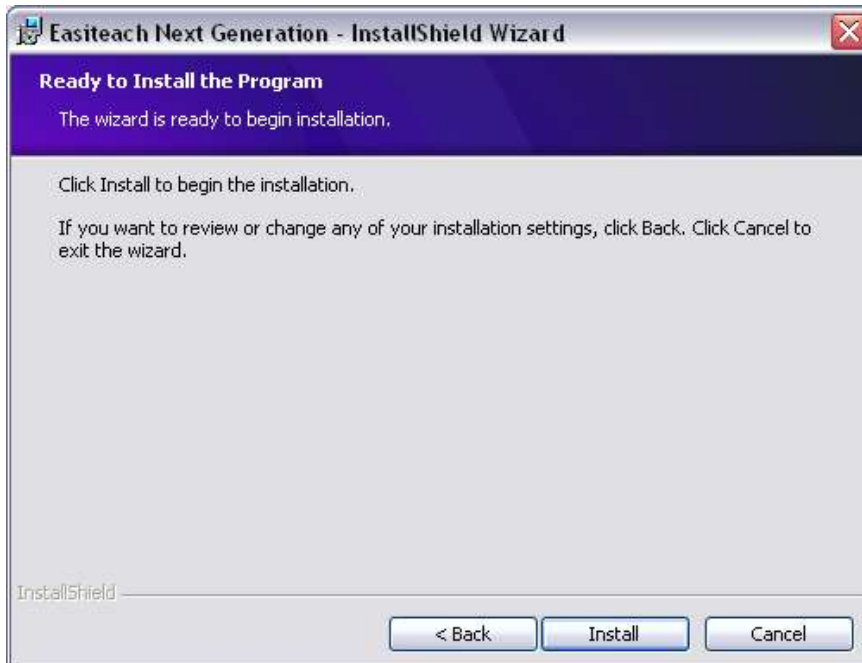 Easiteach Next Generation - InstallShield Wizard
Ready to Install the Program
The wizard is ready to begin installation.
Click Install to begin the installation.
If you want to review or change any of your installation settings, click Back. Click Cancel to
exit the wizard.
InstallShield
< Back
Install
Cancel